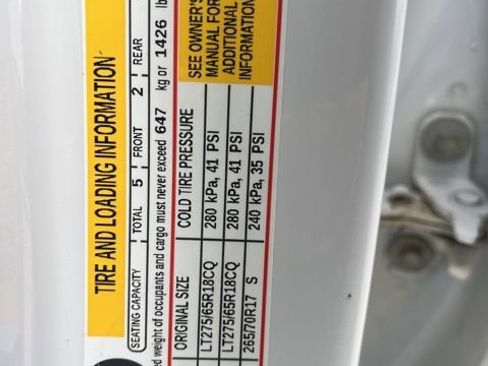 TIRE AND LOADING INFORMATION
SEATING CAPACITY TOTAL 5 FRONT 2 REAR
weight of occupants and cargo must never exceed 647 kg or 1426
ORIGINAL SIZE COLD TIRE PRESSURE
LT275/65R18CQ 280 kPa, 41 PSI
LT275/65R18CQ 280 kPa, 41 PSI
265/70R17 S 240 kPa, 35 PSI
SEE OWNER'S
MANUAL FOR
ADDITIONAL
INFORMATION